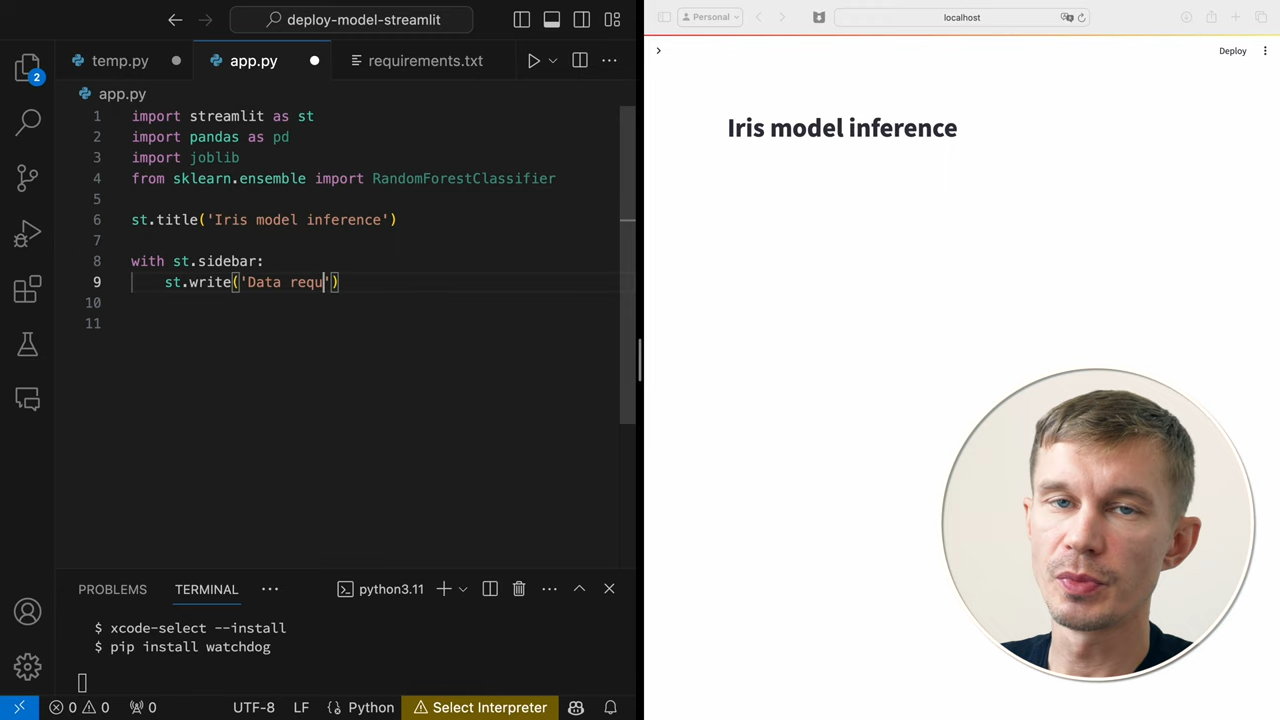 deploy-model-streamlit
temp.py
app.py
requirements.txt
2
app.py
1 import streamlit as st
2 import pandas as pd
3 import joblib
4 from sklearn.ensemble import RandomForestClassifier
5
6 st.title('Iris model inference')
7
8 with st.sidebar:
9 st.write('Data requ')
10
11
PROBLEMS TERMINAL ··· python3.11
$ xcode-select --install
$ pip install watchdog
0 0 0 UTF-8 LF Python Select Interpreter
Personal localhost
Deploy
Iris model inference